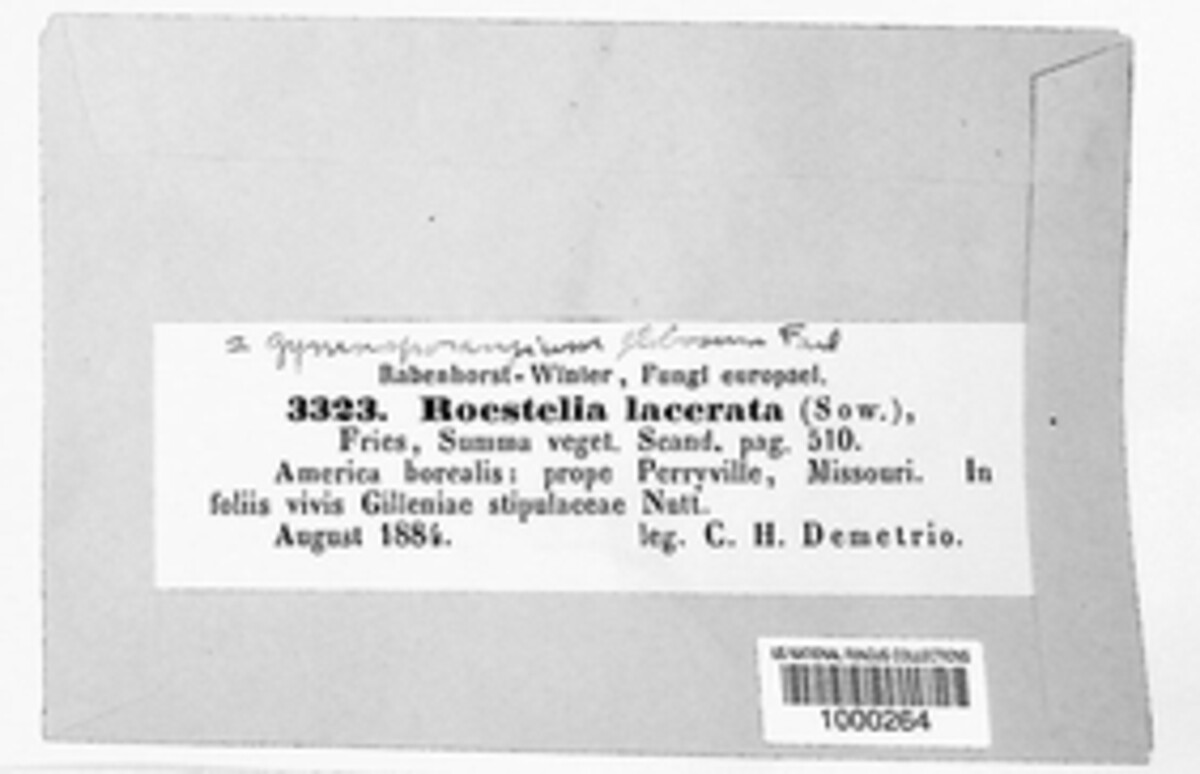 = Gymnosporangium globosum Farl
Rabenhorst-Winter, Fungi europaei.
3323. Roestelia lacerata (Sow.),
Fries, Summa veget. Scand. pag. 510.
America borealis: prope Perryville, Missouri. In
foliis vivis Gilleniae stipulaceae Nutt.
August 1884. leg. C. H. Demetrio.
US NATIONAL FUNGUS COLLECTIONS
1000264